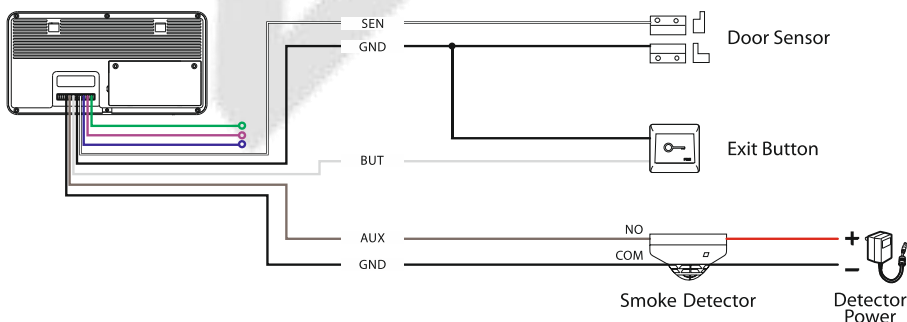 SEN
GND
Door Sensor
Exit Button
BUT
NO
AUX
COM
GND
+
−
Smoke Detector
Detector
Power